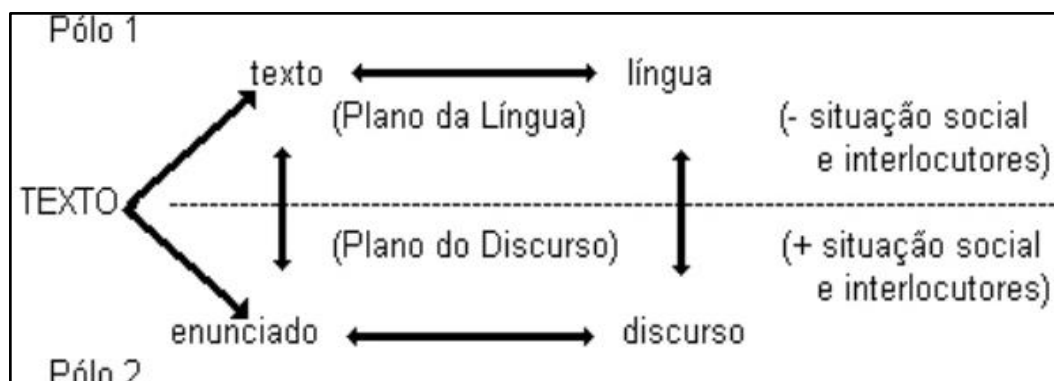 Pólo 1
texto língua
(Plano da Língua) (- situação social
e interlocutores)
TEXTO
(Plano do Discurso) (+ situação social
e interlocutores)
enunciado discurso
Pólo 2